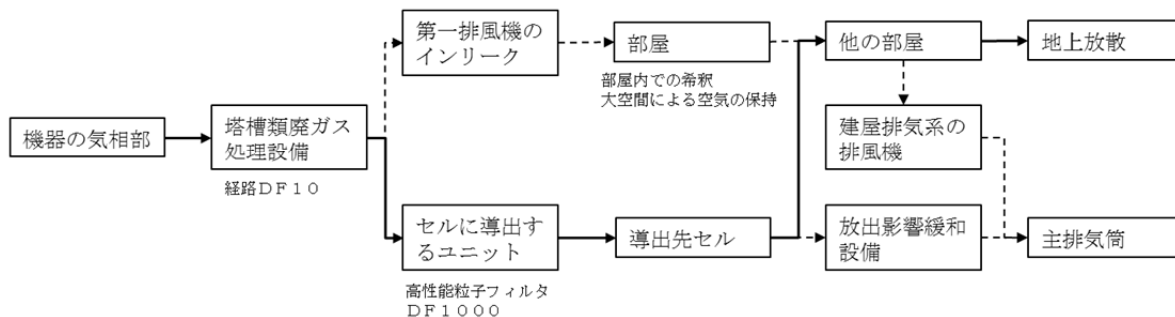 第一排風機の
インリーク
部屋
他の部屋
地上放散
部屋内での希釈
大空間による空気の保持
機器の気相部
塔槽類廃ガス
処理設備
経路ＤＦ１０
建屋排気系の
排風機
セルに導出す
るユニット
導出先セル
放出影響緩和
設備
主排気筒
高性能粒子フィルタ
ＤＦ１０００